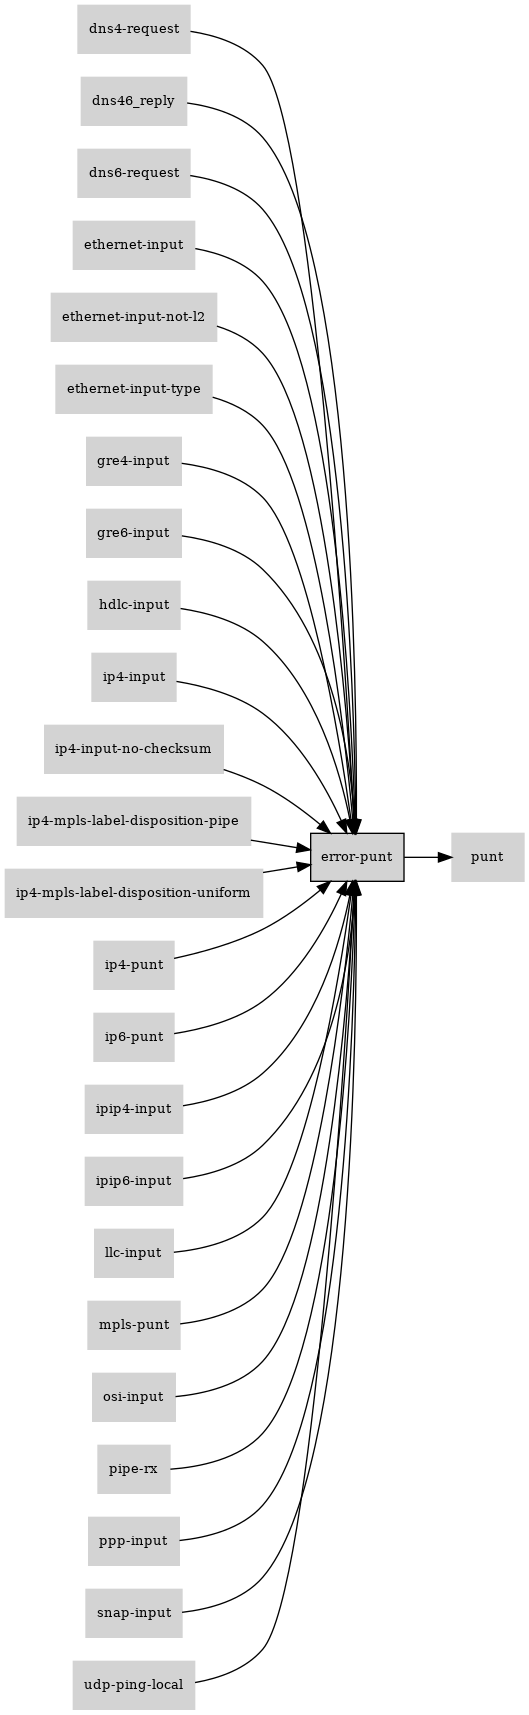 dns4-request
dns46_reply
dns6-request
ethernet-input
ethernet-input-not-l2
ethernet-input-type
gre4-input
gre6-input
hdlc-input
ip4-input
ip4-input-no-checksum
ip4-mpls-label-disposition-pipe
error-punt
punt
ip4-mpls-label-disposition-uniform
ip4-punt
ip6-punt
ipip4-input
ipip6-input
llc-input
mpls-punt
osi-input
pipe-rx
ppp-input
snap-input
udp-ping-local